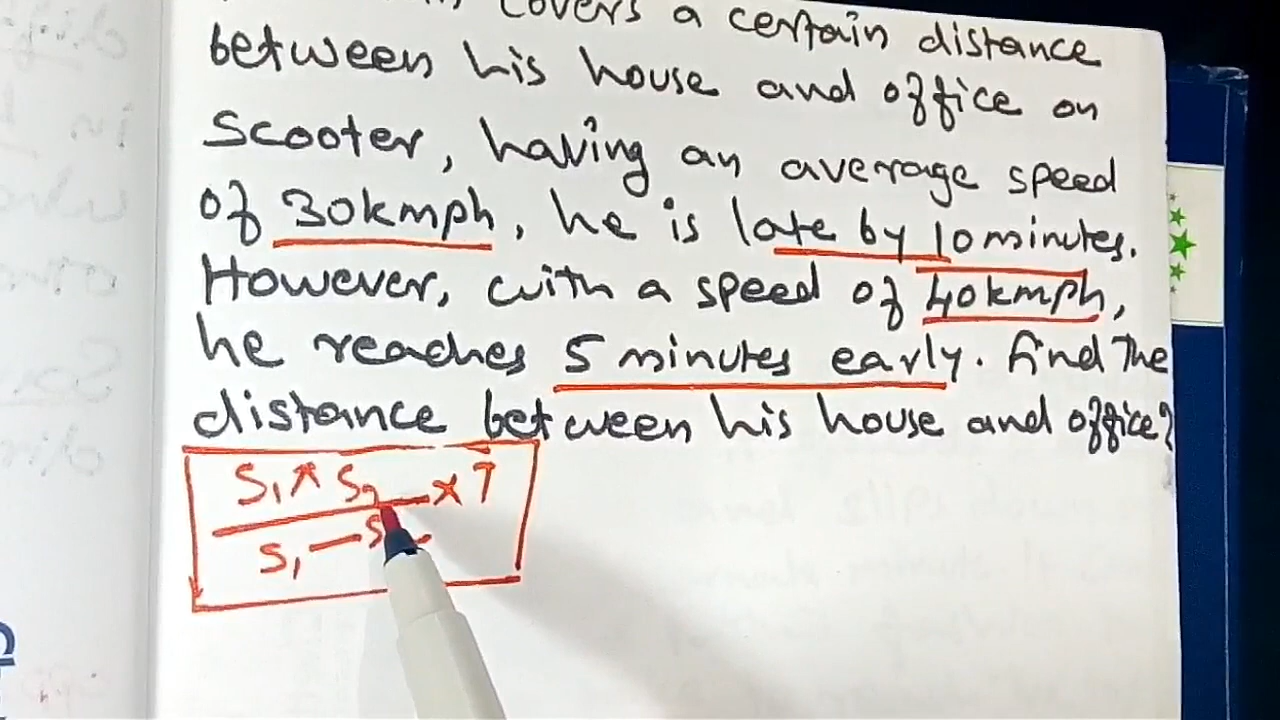 covers a certain distance
between his house and office on
Scooter, having an average speed
of 30kmph, he is late by 10 minutes.
However, with a speed of 40kmph,
he reaches 5 minutes early. Find The
distance between his house and office?
S₁ × S₂ × T
S₁ – S₂